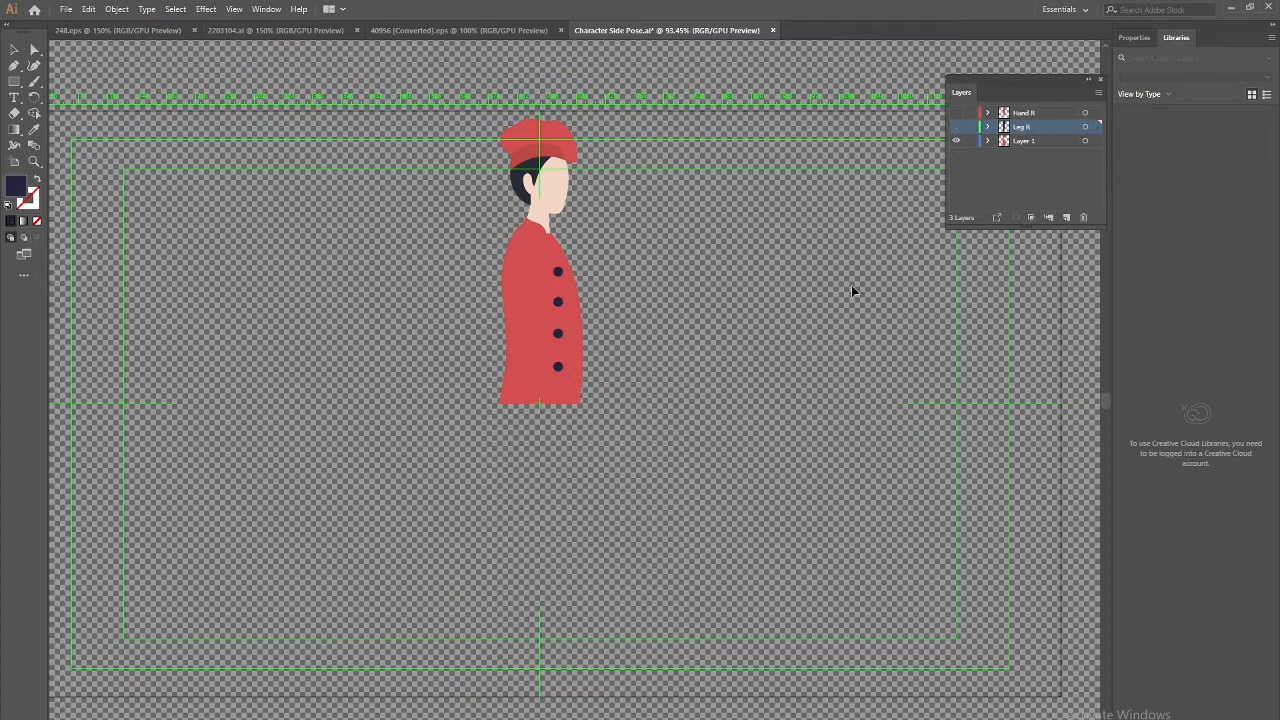 Ai File Edit Object Type Select Effect View Window Help Essentials Search Adobe Stock
248.eps @ 150% (RGB/GPU Preview) × 2203104.ai @ 150% (RGB/GPU Preview) × 40956 [Converted].eps @ 100% (RGB/GPU Preview) × Character Side Pose.ai* @ 93.45% (RGB/GPU Preview) ×
Properties Libraries
Layers
View by Type
Hand R
Leg R
Layer 1
3 Layers
To use Creative Cloud Libraries, you need
to be logged into a Creative Cloud
account.
Windows